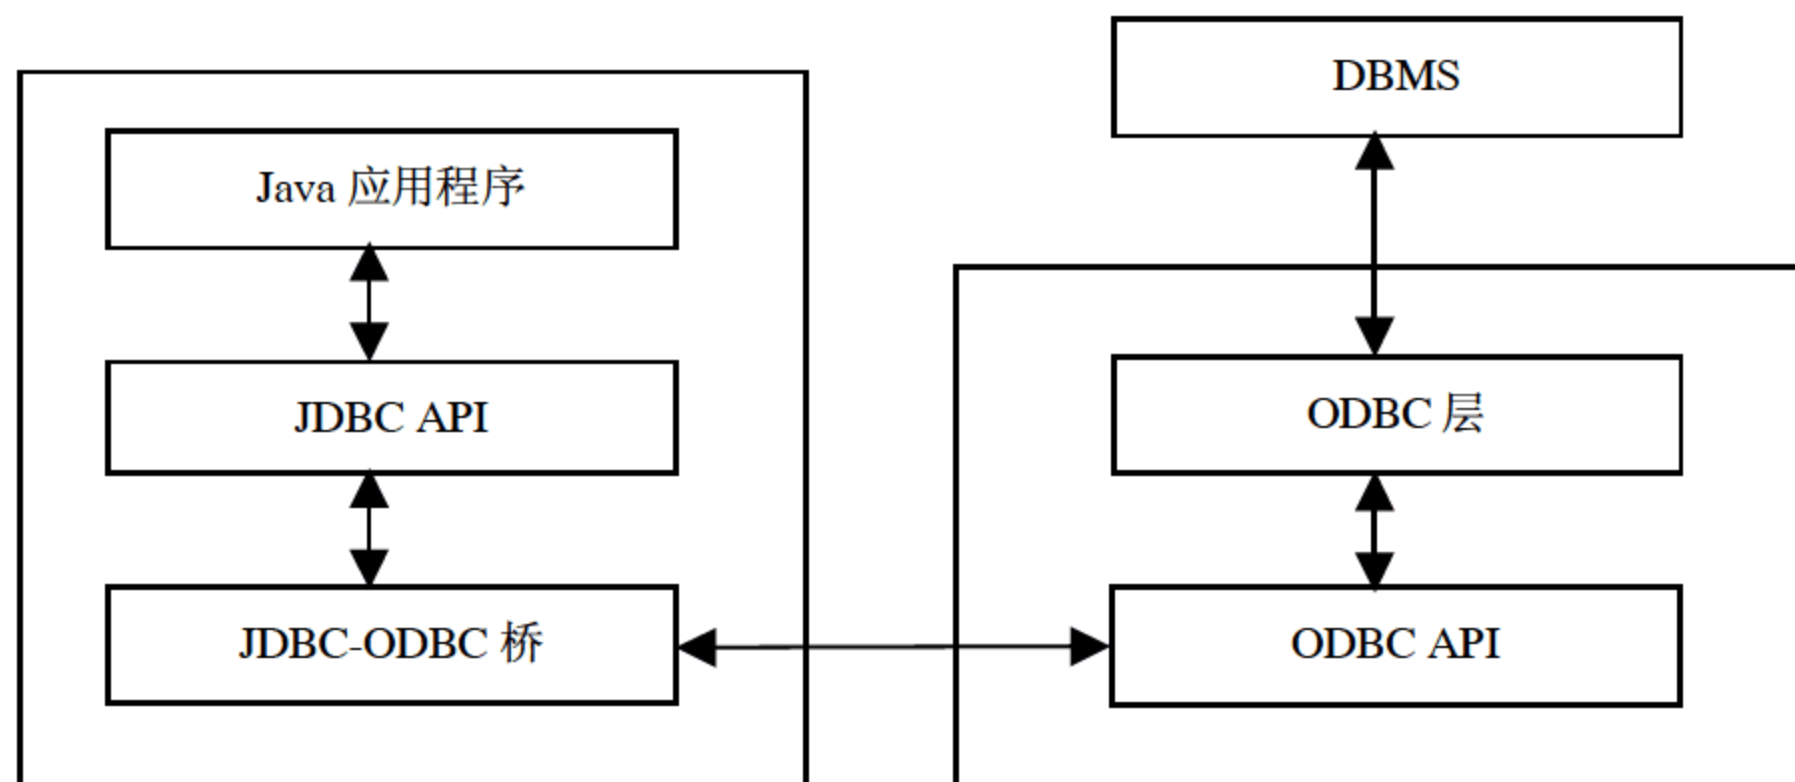 DBMS
Java 应用程序
JDBC API
ODBC 层
JDBC-ODBC 桥
ODBC API